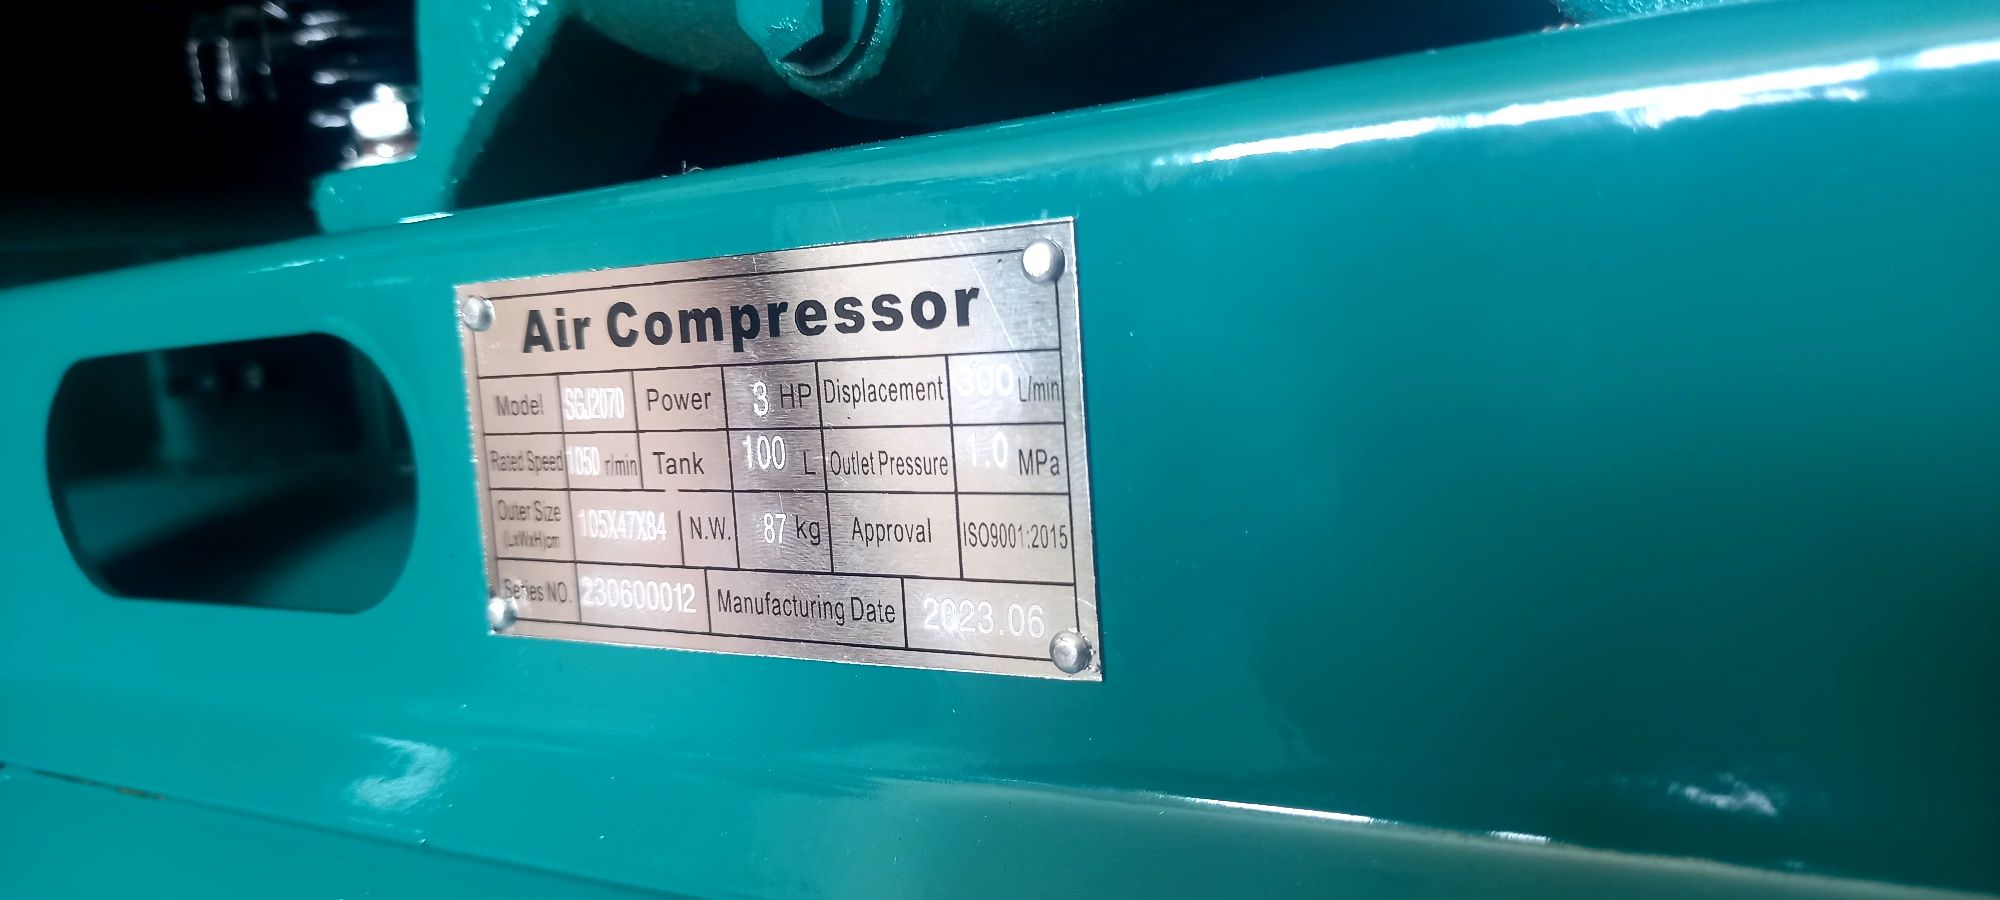 Air Compressor
Model SGJ2070 Power 3 HP Displacement 300 L/min
Rated Speed 1050 r/min Tank 100 L Outlet Pressure 1.0 MPa
Outer Size (LxWxH)cm 105X47X84 N.W. 87 kg Approval ISO9001:2015
Series NO. 230600012 Manufacturing Date 2023.06